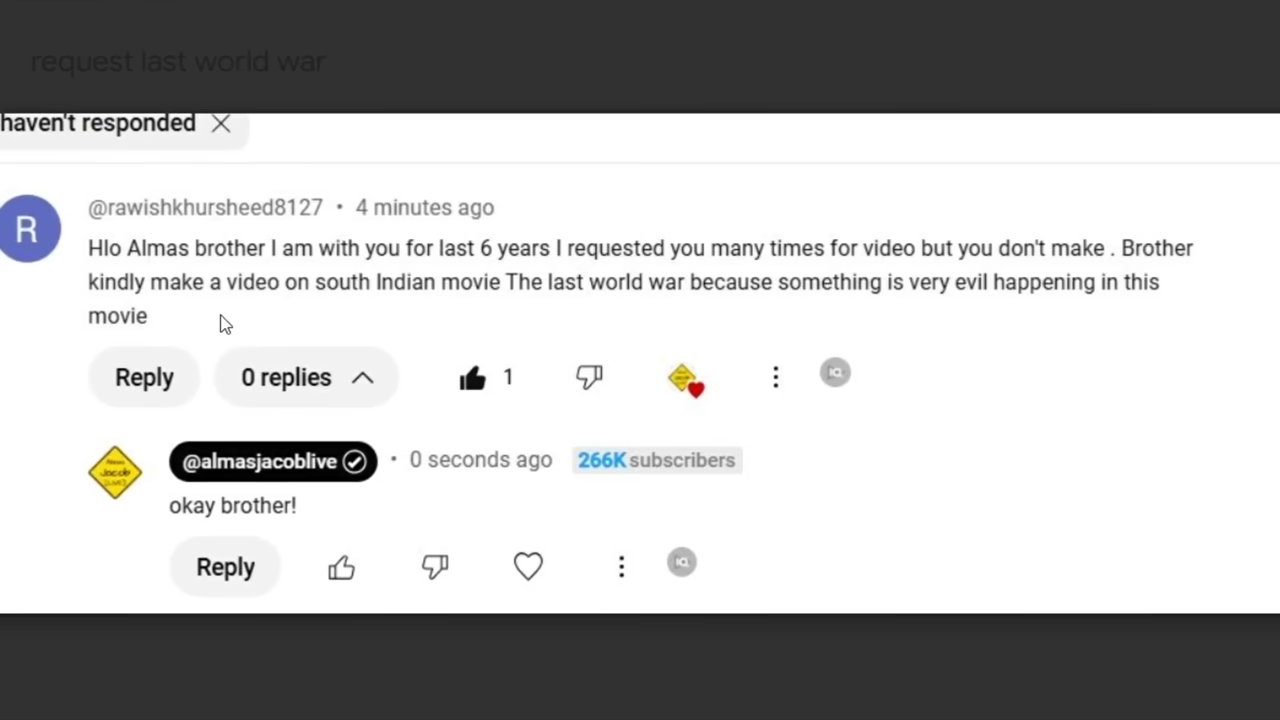 request last world war
haven't responded
@rawishkhursheed8127 • 4 minutes ago
R
Hlo Almas brother I am with you for last 6 years I requested you many times for video but you don't make . Brother
kindly make a video on south Indian movie The last world war because something is very evil happening in this
movie
Reply 0 replies 1
@almasjacoblive • 0 seconds ago 266K subscribers
Jacob
okay brother!
Reply